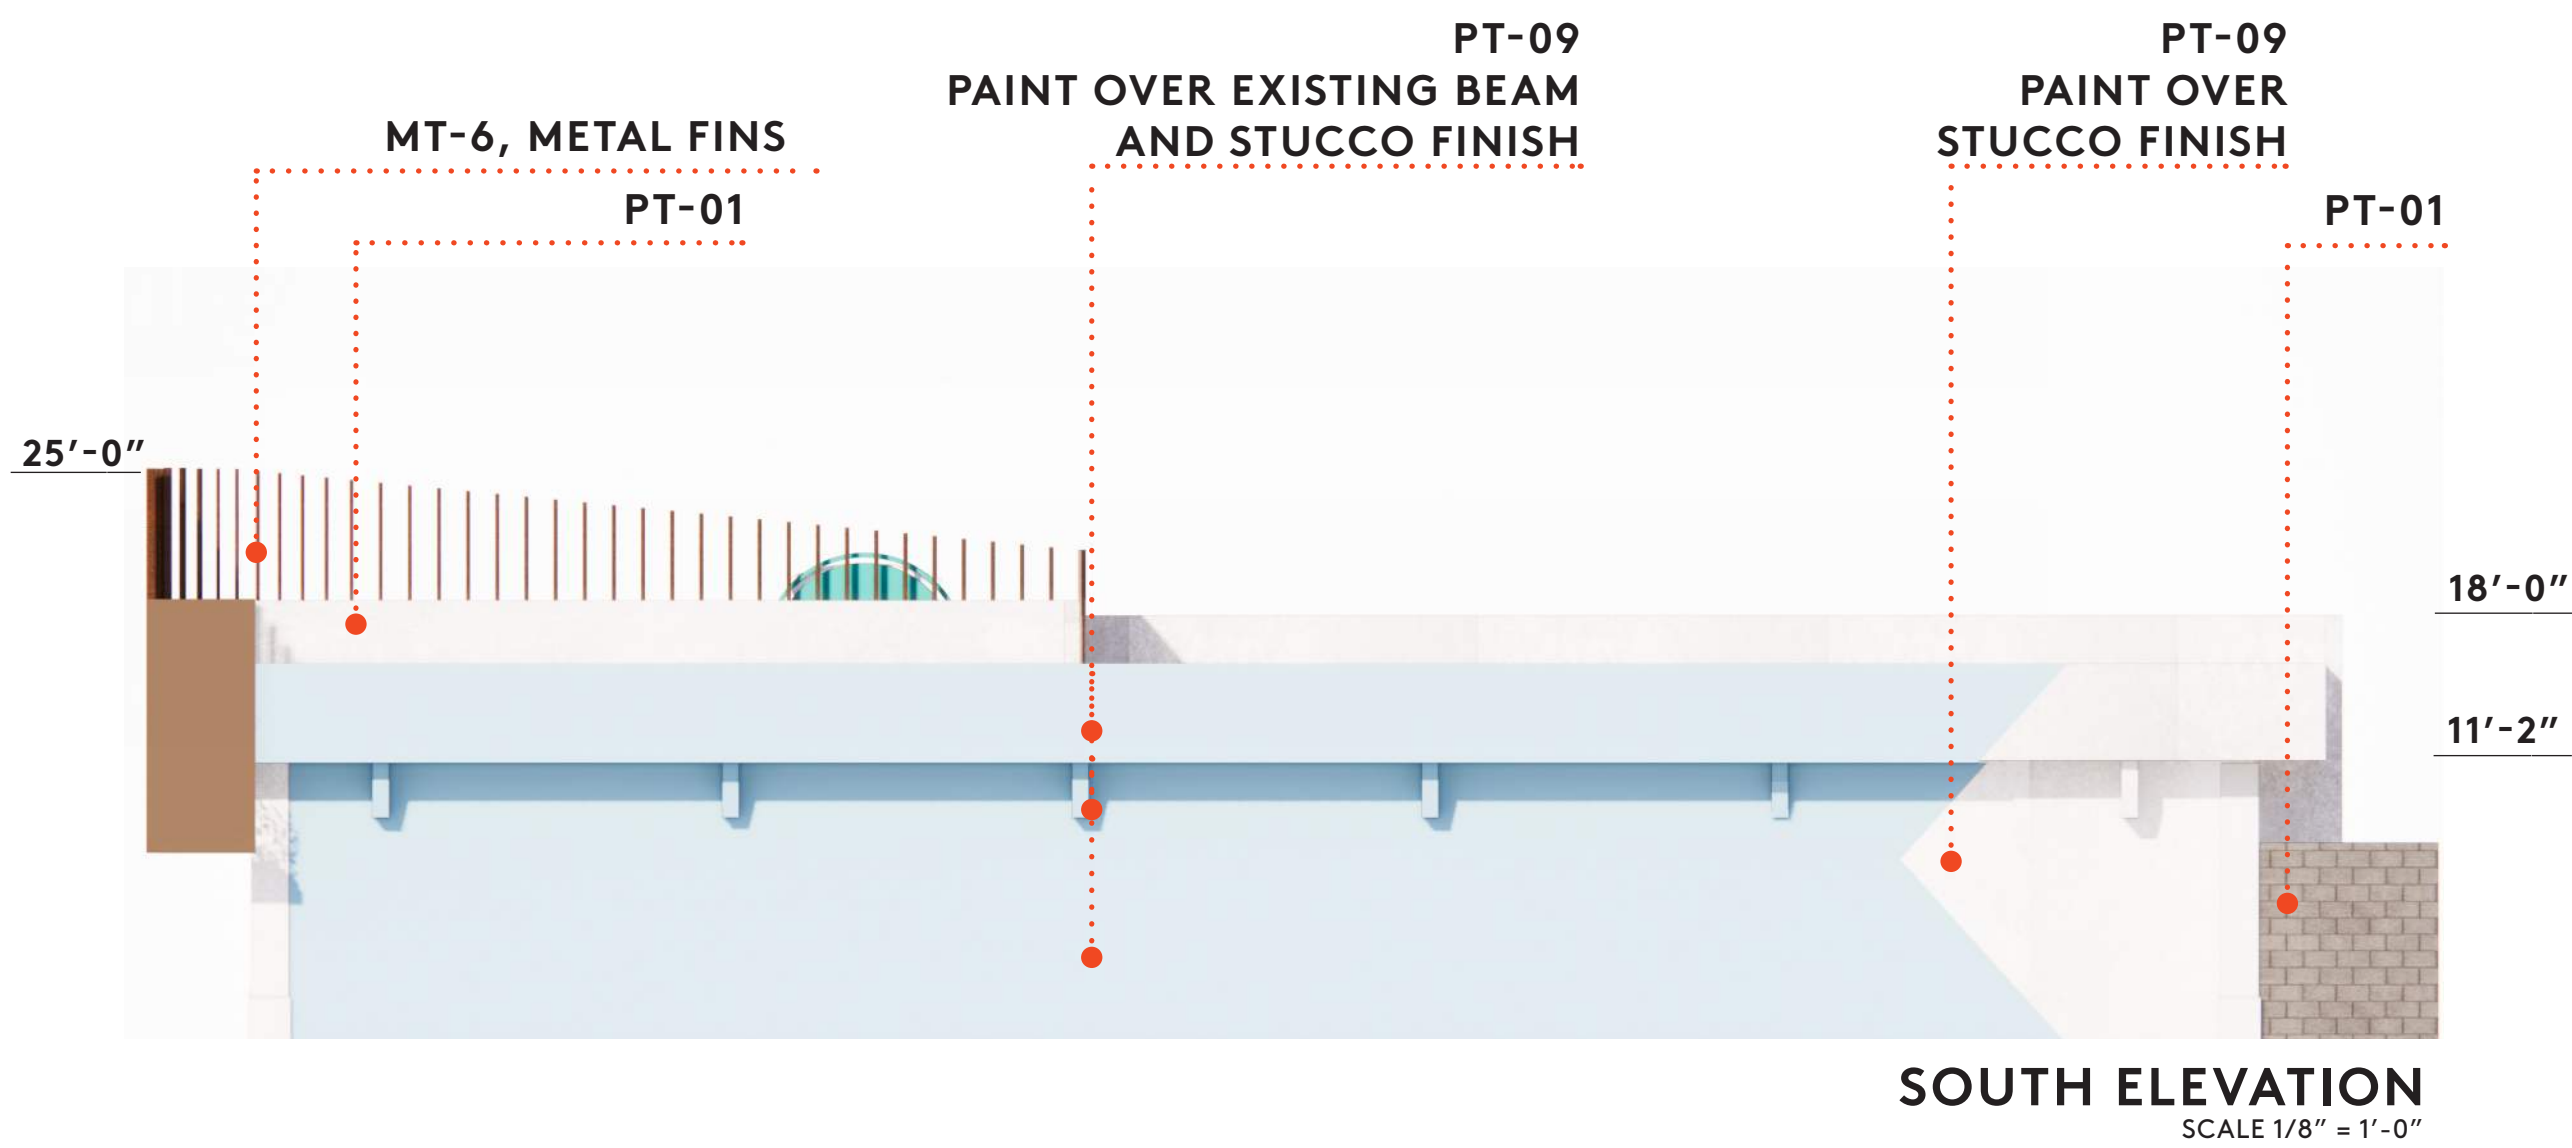 PT-09
PAINT OVER EXISTING BEAM
AND STUCCO FINISH
PT-09
PAINT OVER
STUCCO FINISH
MT-6, METAL FINS
PT-01
PT-01
25'-0"
18'-0"
11'-2"
SOUTH ELEVATION
SCALE 1/8" = 1'-0"